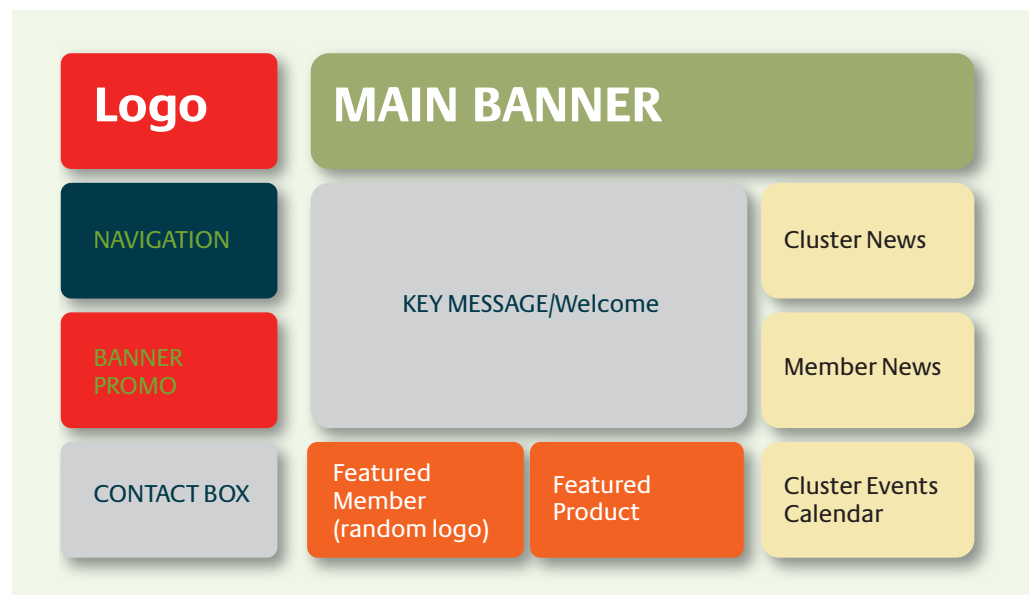 Logo
MAIN BANNER
NAVIGATION
KEY MESSAGE/Welcome
Cluster News
BANNER
PROMO
Member News
CONTACT BOX
Featured
Member
(random logo)
Featured
Product
Cluster Events
Calendar